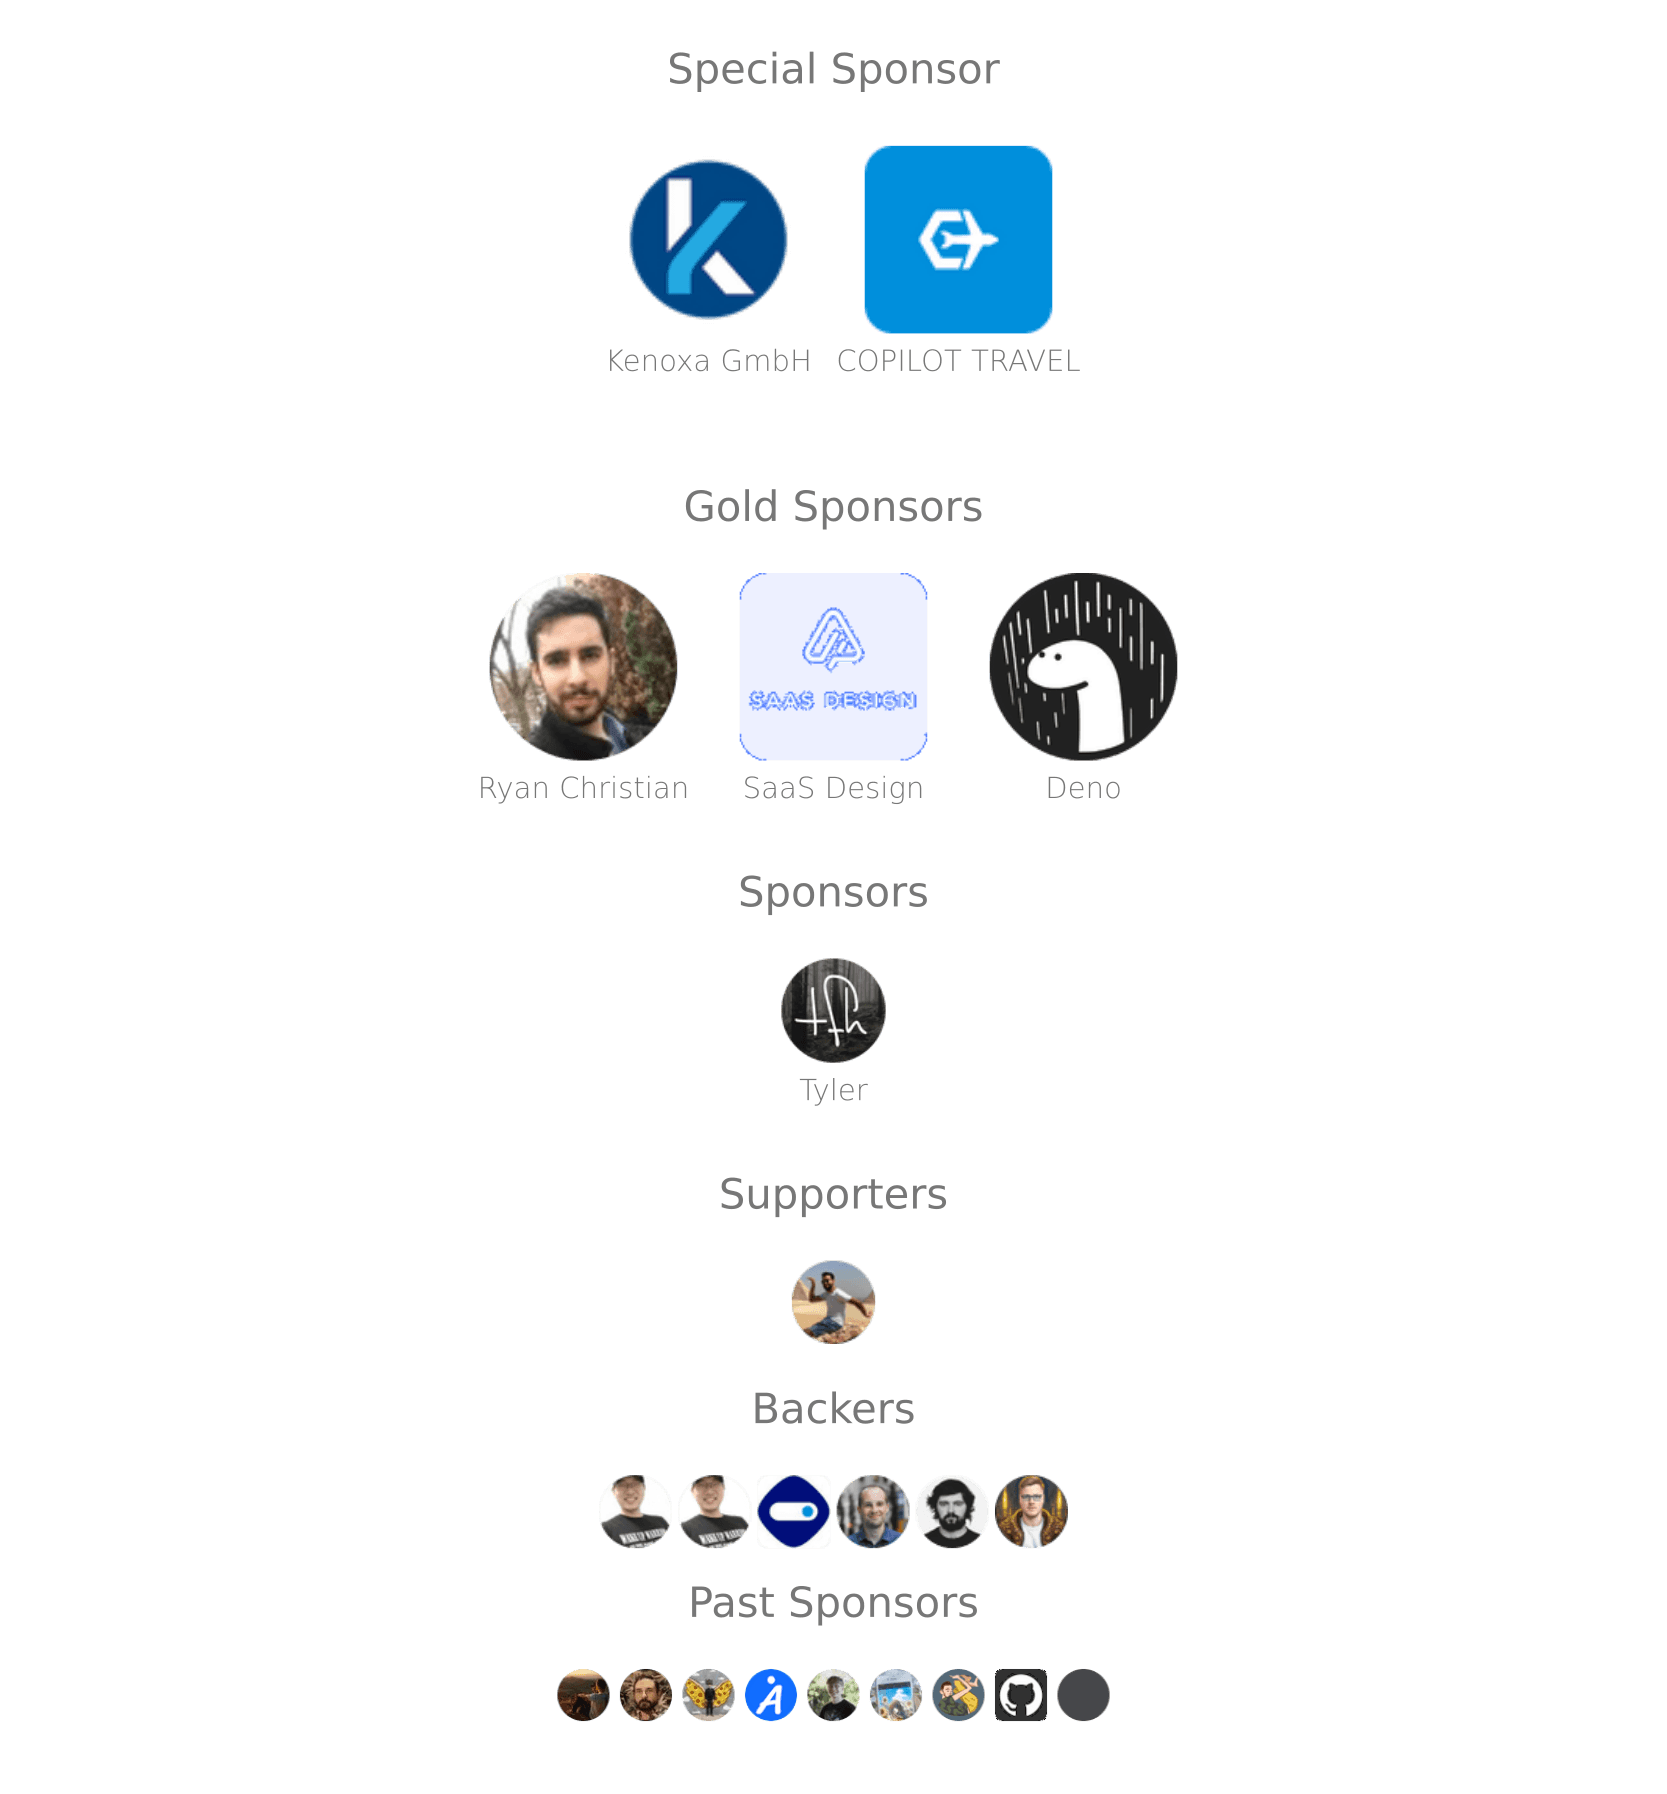 Special Sponsor
Kenoxa GmbH COPILOT TRAVEL
Gold Sponsors
SAAS DESIGN
Ryan Christian SaaS Design Deno
Sponsors
tfh
Tyler
Supporters
Backers
Past Sponsors